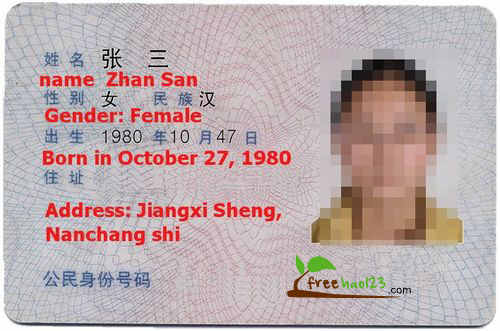 姓名 张 三
name Zhan San
性别 女 民族 汉
Gender: Female
出生 1980 年 10 月 47 日
Born in October 27, 1980
住址
Address: Jiangxi Sheng,
Nanchang shi
公民身份号码
freehao123.com